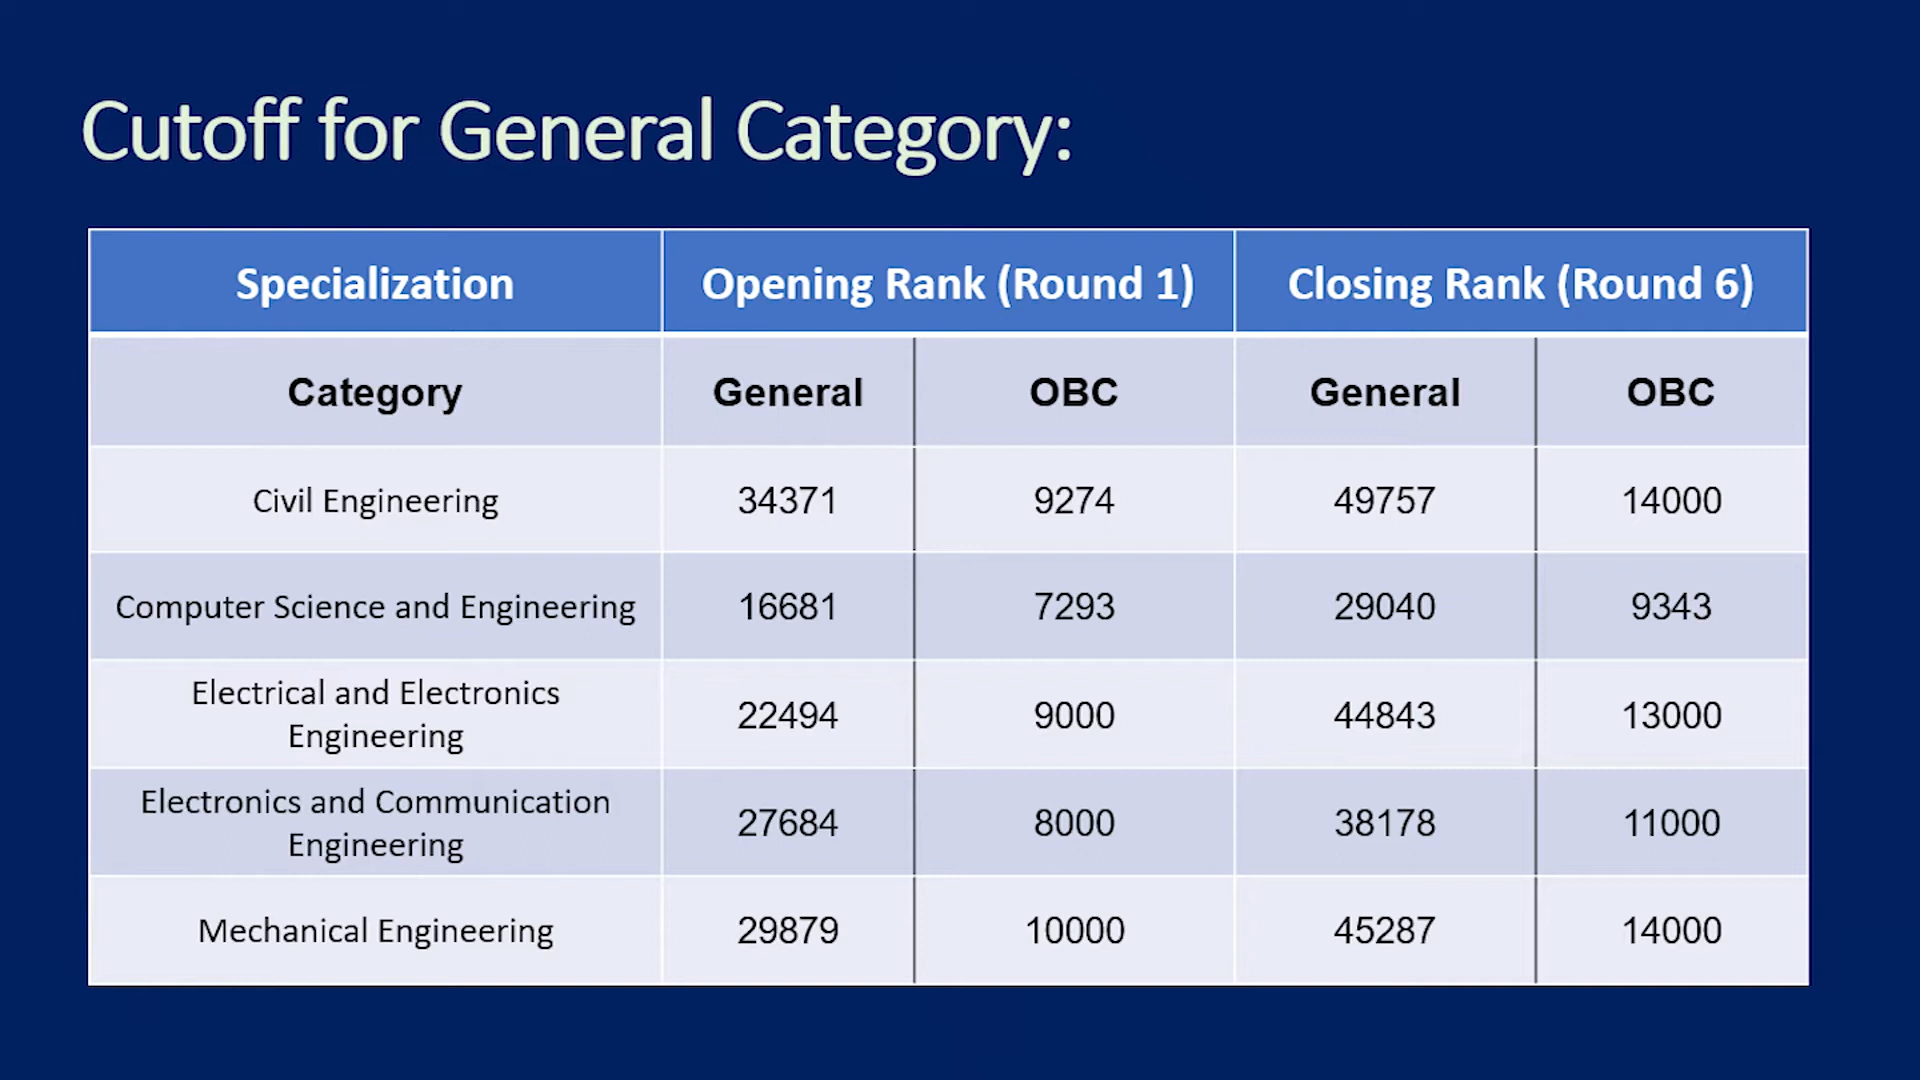 Cutoff for General Category:
Specialization Opening Rank (Round 1) Closing Rank (Round 6)
Category General OBC General OBC
Civil Engineering 34371 9274 49757 14000
Computer Science and Engineering 16681 7293 29040 9343
Electrical and Electronics
Engineering 22494 9000 44843 13000
Electronics and Communication
Engineering 27684 8000 38178 11000
Mechanical Engineering 29879 10000 45287 14000